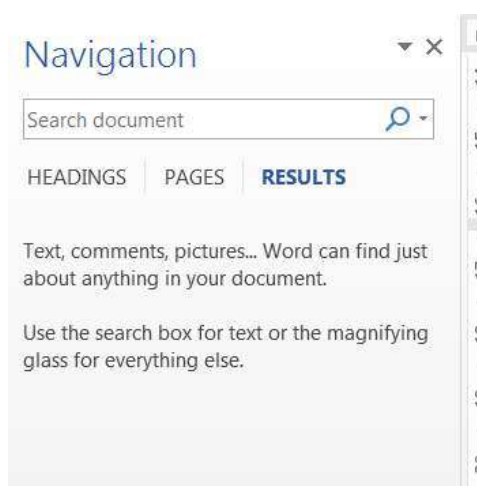 Navigation
Search document
HEADINGS PAGES RESULTS
Text, comments, pictures... Word can find just
about anything in your document.
Use the search box for text or the magnifying
glass for everything else.